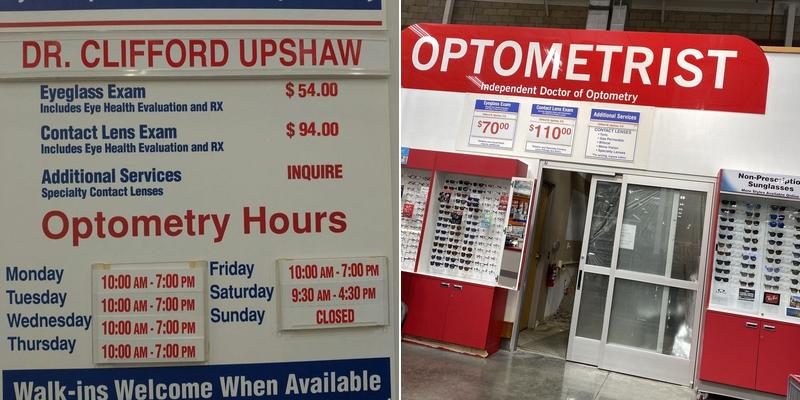 DR. CLIFFORD UPSHAW
Eyeglass Exam $54.00
Includes Eye Health Evaluation and RX
Contact Lens Exam $94.00
Includes Eye Health Evaluation and RX
Additional Services INQUIRE
Specialty Contact Lenses
Optometry Hours
Monday 10:00 AM - 7:00 PM
Tuesday 10:00 AM - 7:00 PM
Wednesday 10:00 AM - 7:00 PM
Thursday 10:00 AM - 7:00 PM
Friday 10:00 AM - 7:00 PM
Saturday 9:30 AM - 4:30 PM
Sunday CLOSED
Walk-ins Welcome When Available
OPTOMETRIST
Independent Doctor of Optometry
Eyeglass Exam
$70.00
Contact Lens Exam
$110.00
Additional Services
CONTACT LENSES
Non-Prescription
Sunglasses